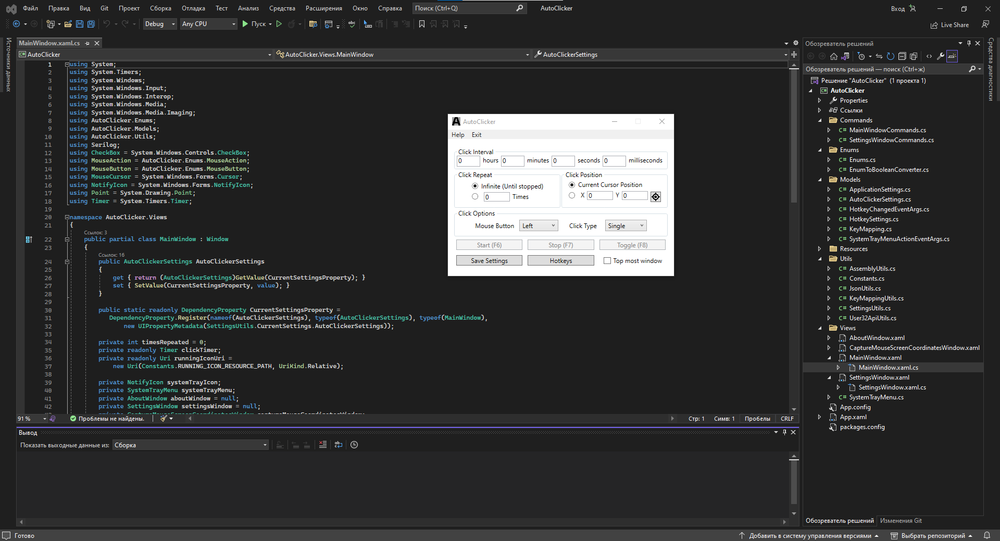 Файл Правка Вид Git Проект Сборка Отладка Тест Анализ Средства Расширения Окно Справка Поиск (Ctrl+Q) AutoClicker Вход
Debug Any CPU Пуск Live Share
Источники данных
MainWindow.xaml.cs
AutoClicker AutoClicker.Views.MainWindow AutoClickerSettings
1 using System;
2 using System.Timers;
3 using System.Windows;
4 using System.Windows.Input;
5 using System.Windows.Interop;
6 using System.Windows.Media;
7 using System.Windows.Media.Imaging;
8 using AutoClicker.Enums;
9 using AutoClicker.Models;
10 using AutoClicker.Utils;
11 using Serilog;
12 using CheckBox = System.Windows.Controls.CheckBox;
13 using MouseAction = AutoClicker.Enums.MouseAction;
14 using MouseButton = AutoClicker.Enums.MouseButton;
15 using MouseCursor = System.Windows.Forms.Cursor;
16 using NotifyIcon = System.Windows.Forms.NotifyIcon;
17 using Point = System.Drawing.Point;
18 using Timer = System.Timers.Timer;
19
20 namespace AutoClicker.Views
21 {
Ссылок: 3
22 public partial class MainWindow : Window
23 {
Ссылок: 16
24 public AutoClickerSettings AutoClickerSettings
25 {
26 get { return (AutoClickerSettings)GetValue(CurrentSettingsProperty); }
27 set { SetValue(CurrentSettingsProperty, value); }
28 }
29
30 public static readonly DependencyProperty CurrentSettingsProperty =
31 DependencyProperty.Register(nameof(AutoClickerSettings), typeof(AutoClickerSettings), typeof(MainWindow),
32 new UIPropertyMetadata(SettingsUtils.CurrentSettings.AutoClickerSettings));
33
34 private int timesRepeated = 0;
35 private readonly Timer clickTimer;
36 private readonly Uri runningIconUri =
37 new Uri(Constants.RUNNING_ICON_RESOURCE_PATH, UriKind.Relative);
38
39 private NotifyIcon systemTrayIcon;
40 private SystemTrayMenu systemTrayMenu;
41 private AboutWindow aboutWindow = null;
42 private SettingsWindow settingsWindow = null;
91 % Проблемы не найдены. Стр: 1 Симв: 1 Пробелы CRLF
AutoClicker
Help Exit
Click Interval
0 hours 0 minutes 0 seconds 0 milliseconds
Click Repeat
Infinite (Until stopped)
0 Times
Click Position
Current Cursor Position
X 0 Y 0
Click Options
Mouse Button Left Click Type Single
Start (F6) Stop (F7) Toggle (F8)
Save Settings Hotkeys Top most window
Вывод
Показать выходные данные из: Сборка
Обозреватель решений
Обозреватель решений — поиск (Ctrl+ж)
Решение "AutoClicker" (1 проекта 1)
C# AutoClicker
Properties
Ссылки
Commands
C# MainWindowCommands.cs
C# SettingsWindowCommands.cs
Enums
C# Enums.cs
C# EnumToBooleanConverter.cs
Models
C# ApplicationSettings.cs
C# AutoClickerSettings.cs
C# HotkeyChangedEventArgs.cs
C# HotkeySettings.cs
C# KeyMapping.cs
C# SystemTrayMenuActionEventArgs.cs
Resources
Utils
C# AssemblyUtils.cs
C# Constants.cs
C# JsonUtils.cs
C# KeyMappingUtils.cs
C# SettingsUtils.cs
C# User32ApiUtils.cs
Views
AboutWindow.xaml
CaptureMouseScreenCoordinatesWindow.xaml
MainWindow.xaml
MainWindow.xaml.cs
SettingsWindow.xaml
SettingsWindow.xaml.cs
C# SystemTrayMenu.cs
App.config
App.xaml
packages.config
Обозреватель решений Изменения Git
Средства диагностики
Готово Добавить в систему управления версиями Выбрать репозиторий